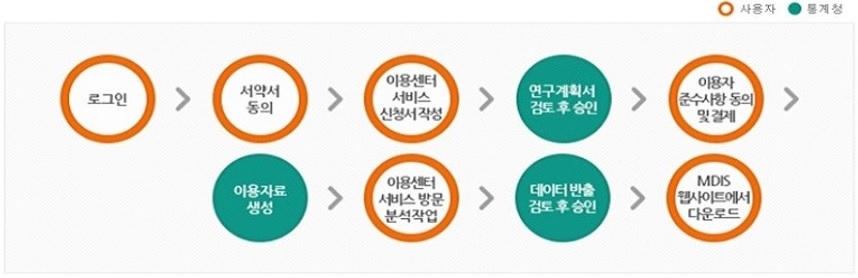 사용자 통계청
로그인
서약서
동의
이용센터
서비스
신청서 작성
연구계획서
검토 후 승인
이용자
준수사항 동의
및 결제
이용자료
생성
이용센터
서비스 방문
분석작업
데이터 반출
검토 후 승인
MDIS
웹사이트에서
다운로드